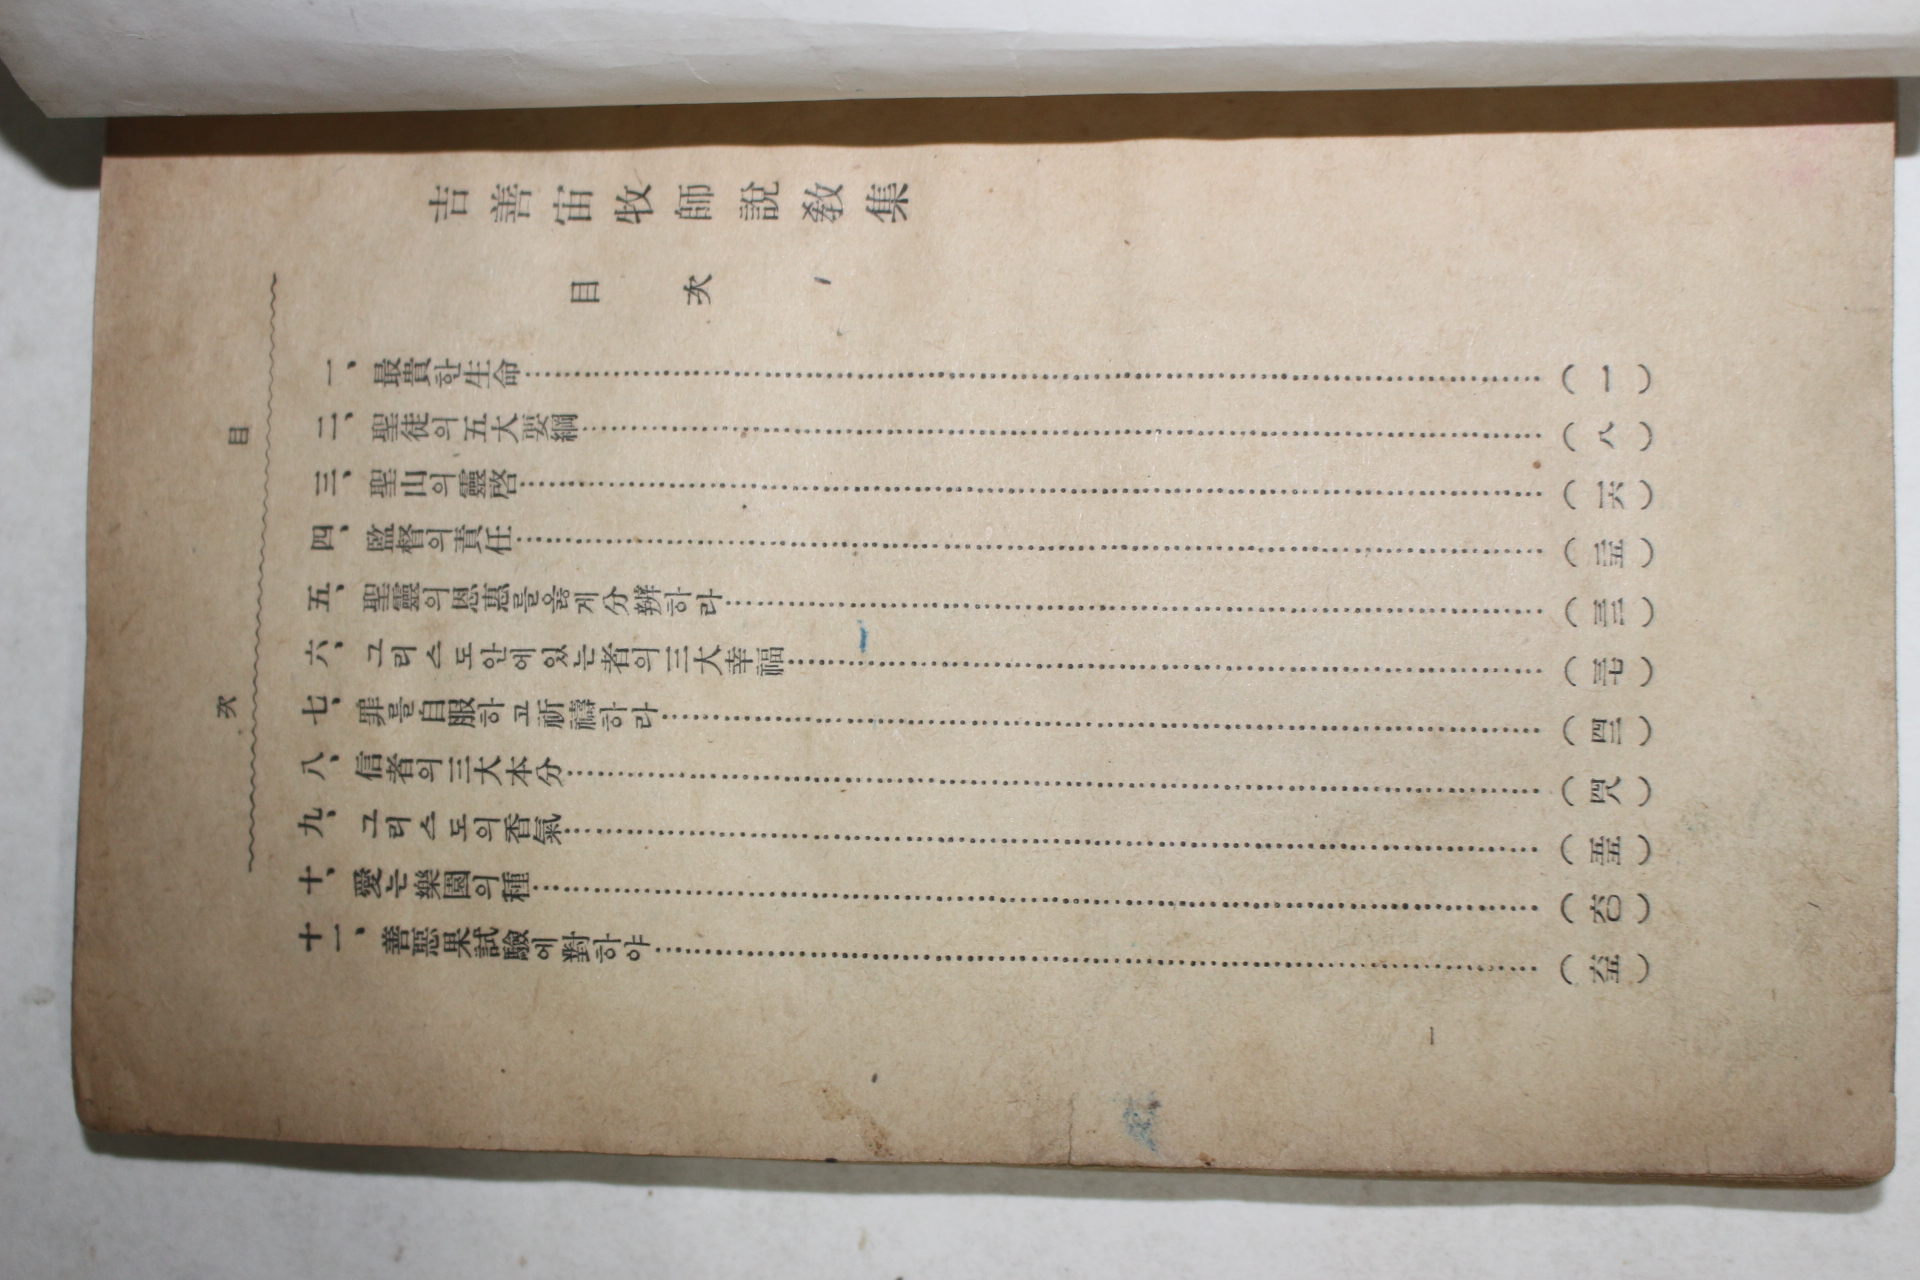 吉善宙牧師說敎集
目次
一、最貴한生命……(一)
二、聖徒의五大要綱……(八)
三、聖山의靈啓……(一六)
四、監督의責任……(二五)
五、聖靈의恩惠를옳게分辨하라……(三二)
六、그리스도안에있는者의三大幸福……(三七)
七、罪를自服하고祈禱하라……(四二)
八、信者의三大本分……(四八)
九、그리스도의香氣……(五五)
十、愛는樂園의種……(六〇)
十一、善惡果試驗에對하야……(六五)
目次
一